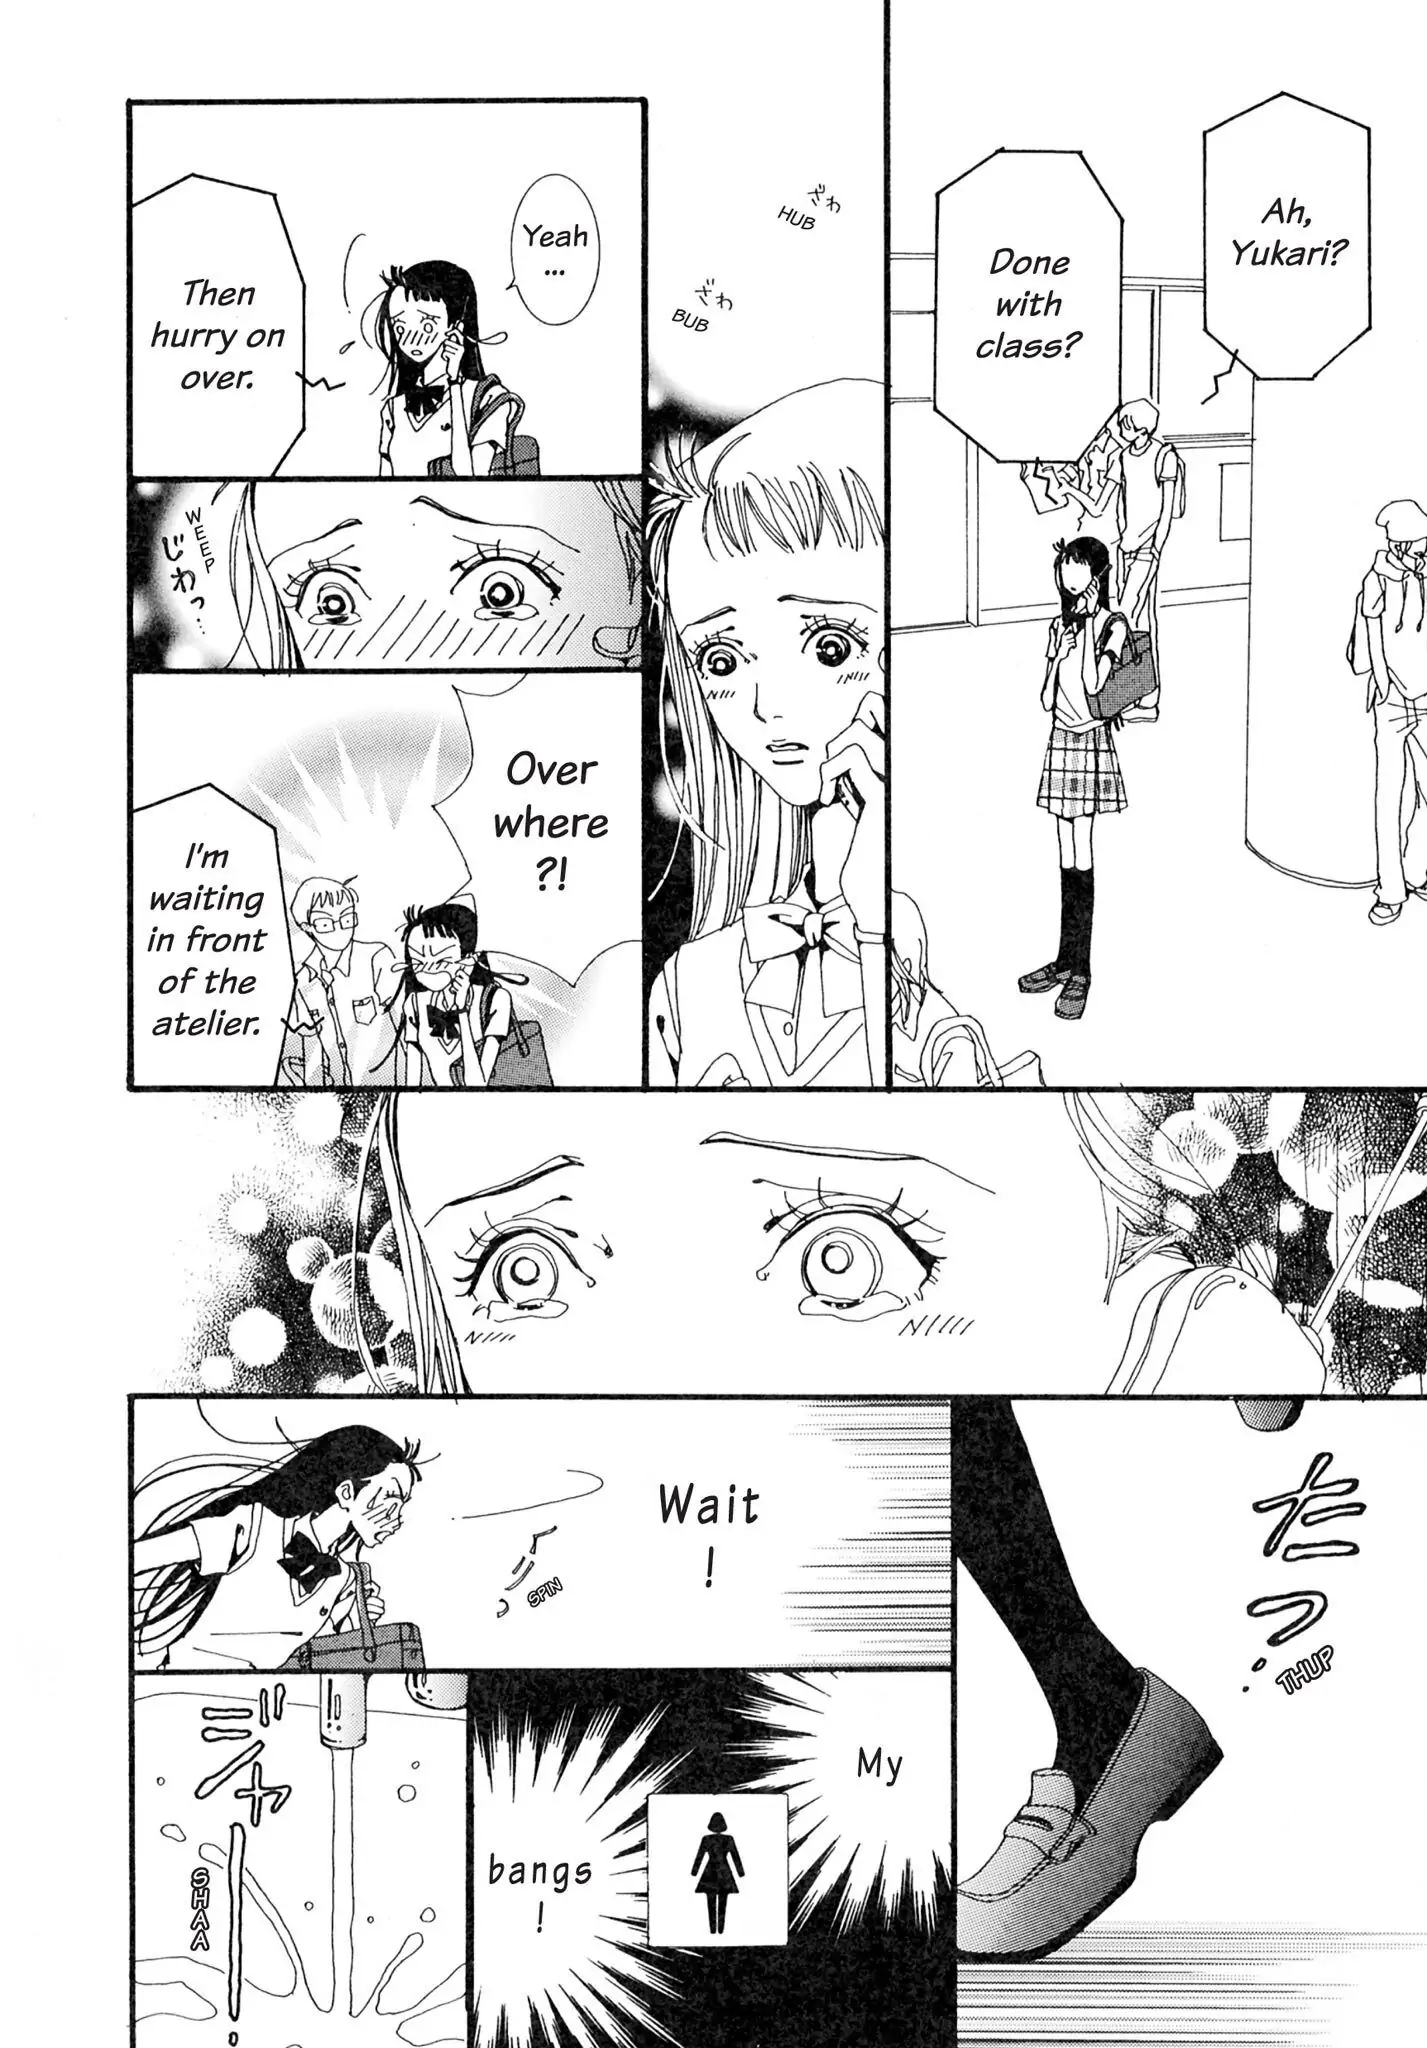 Ah,
Yukari?
Done
with
class?
ざわ
HUB
ざわ
BUB
Yeah
...
Then
hurry on
over.
WEEP
じわっ...
Over
where
?!
I'm
waiting
in front
of the
atelier.
たっ
THUP
Wait
!
くるっ
SPIN
My
bangs
!
ジャー
SHAA